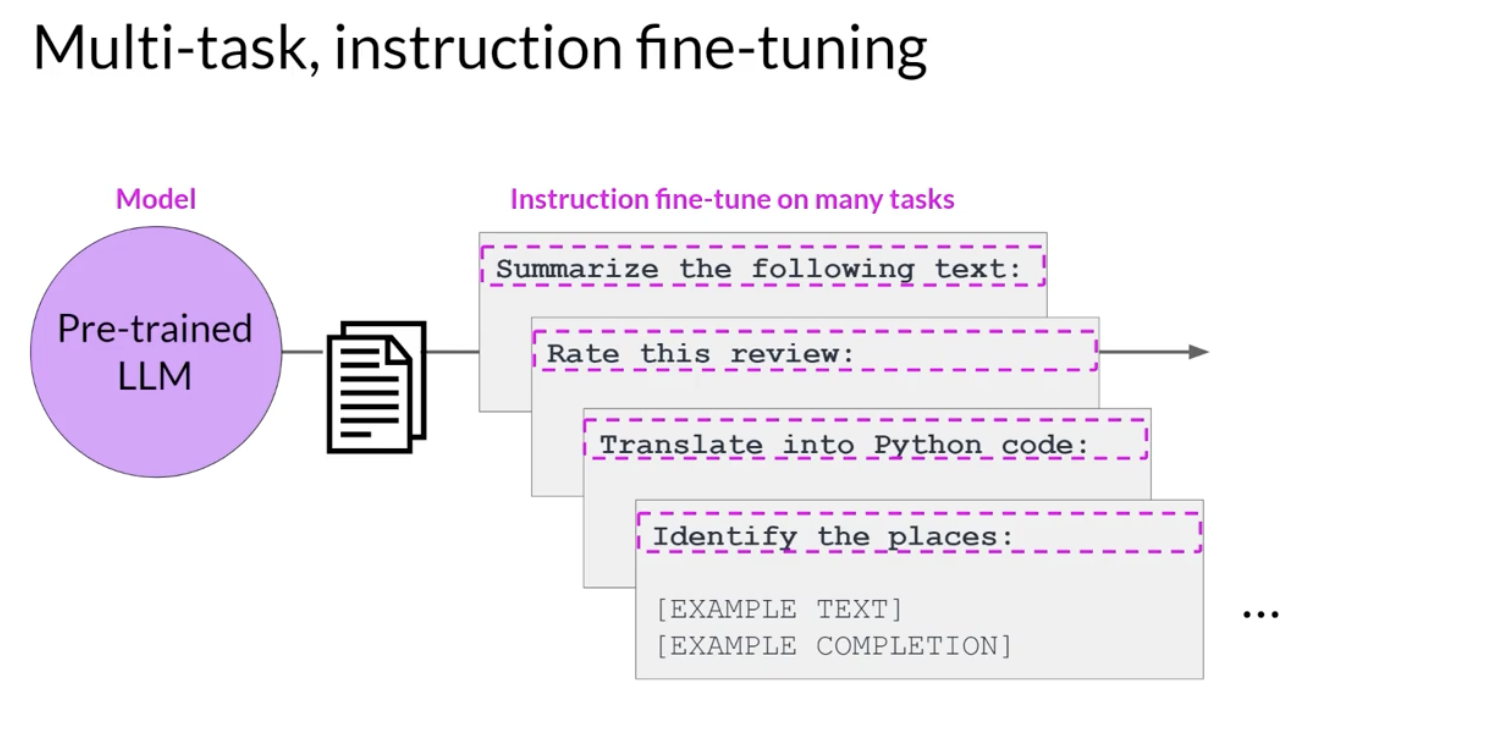 Multi-task, instruction fine-tuning
Model
Instruction fine-tune on many tasks
Pre-trained
LLM
Summarize the following text:
Rate this review:
Translate into Python code:
Identify the places:
[EXAMPLE TEXT]
[EXAMPLE COMPLETION]
...